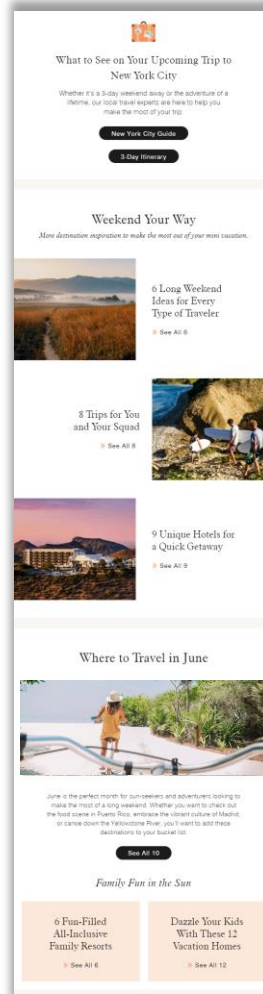 What to See on Your Upcoming Trip to
New York City
Whether it's a 3-day weekend away or the adventure of a
lifetime, our local travel experts are here to help you
make the most of your trip.
New York City Guide
3-Day Itinerary
Weekend Your Way
More destination inspiration to make the most out of your mini vacation.
6 Long Weekend
Ideas for Every
Type of Traveler
» See All 6
8 Trips for You
and Your Squad
» See All 8
9 Unique Hotels for
a Quick Getaway
» See All 9
Where to Travel in June
June is the perfect month for sun-seekers and adventurers looking to
make the most of a long weekend. Whether you want to check out
the food scene in Puerto Rico, embrace the vibrant culture of Madrid,
or canoe down the Yellowstone River, you'll want to add these
destinations to your bucket list.
See All 10
Family Fun in the Sun
6 Fun-Filled
All-Inclusive
Family Resorts
» See All 6
Dazzle Your Kids
With These 12
Vacation Homes
» See All 12